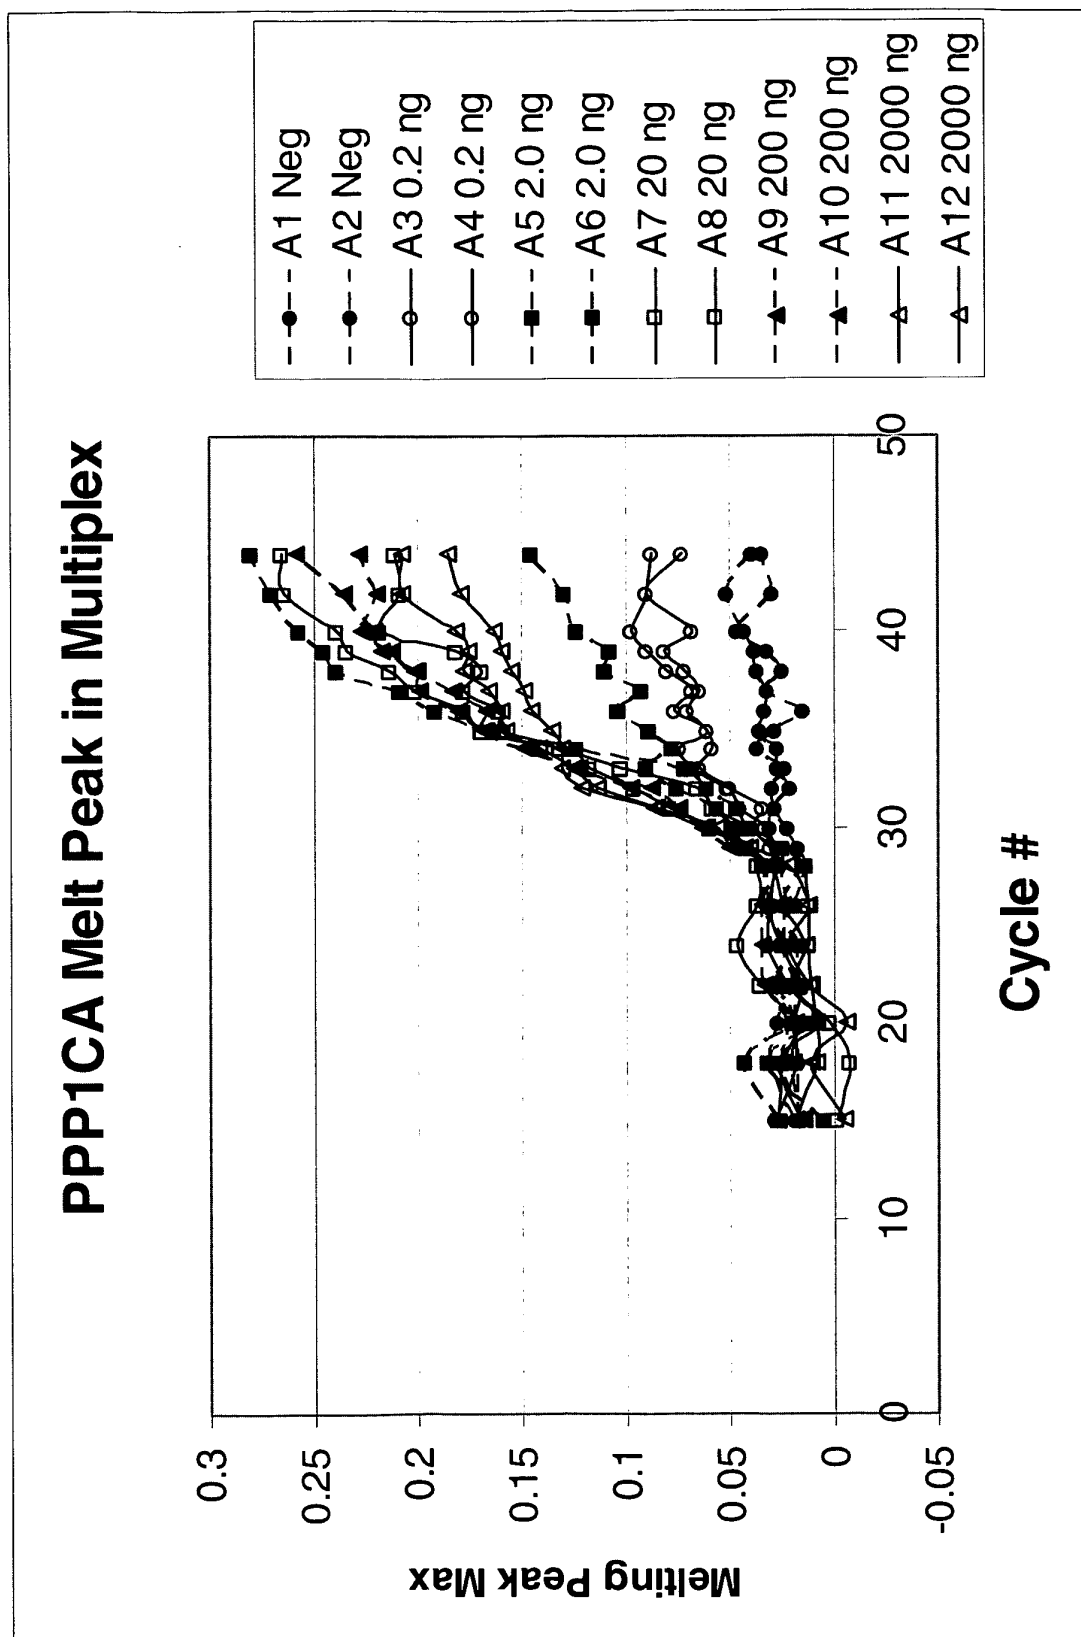 PPP1CA Melt Peak in Multiplex
Melting Peak Max
0.3
0.25
0.2
0.15
0.1
0.05
0
-0.05
0
10
20
30
40
50
Cycle #
A1 Neg
A2 Neg
A3 0.2 ng
A4 0.2 ng
A5 2.0 ng
A6 2.0 ng
A7 20 ng
A8 20 ng
A9 200 ng
A10 200 ng
A11 2000 ng
A12 2000 ng